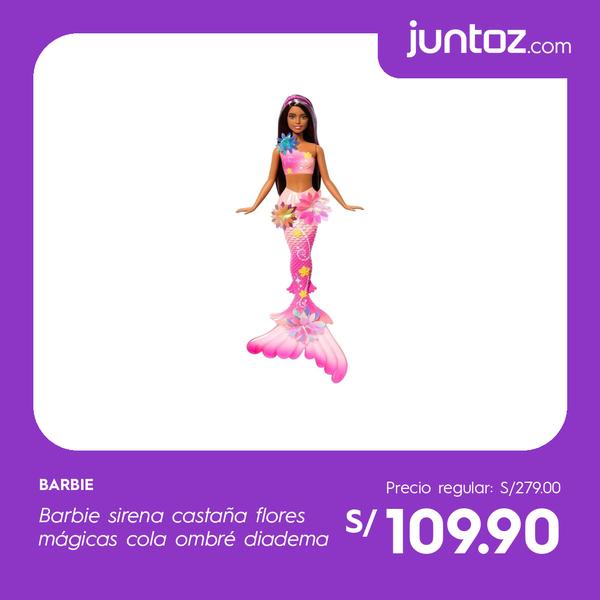 juntoz.com
BARBIE
Barbie sirena castaña flores
mágicas cola ombré diadema
Precio regular: S/279.00
S/109.90